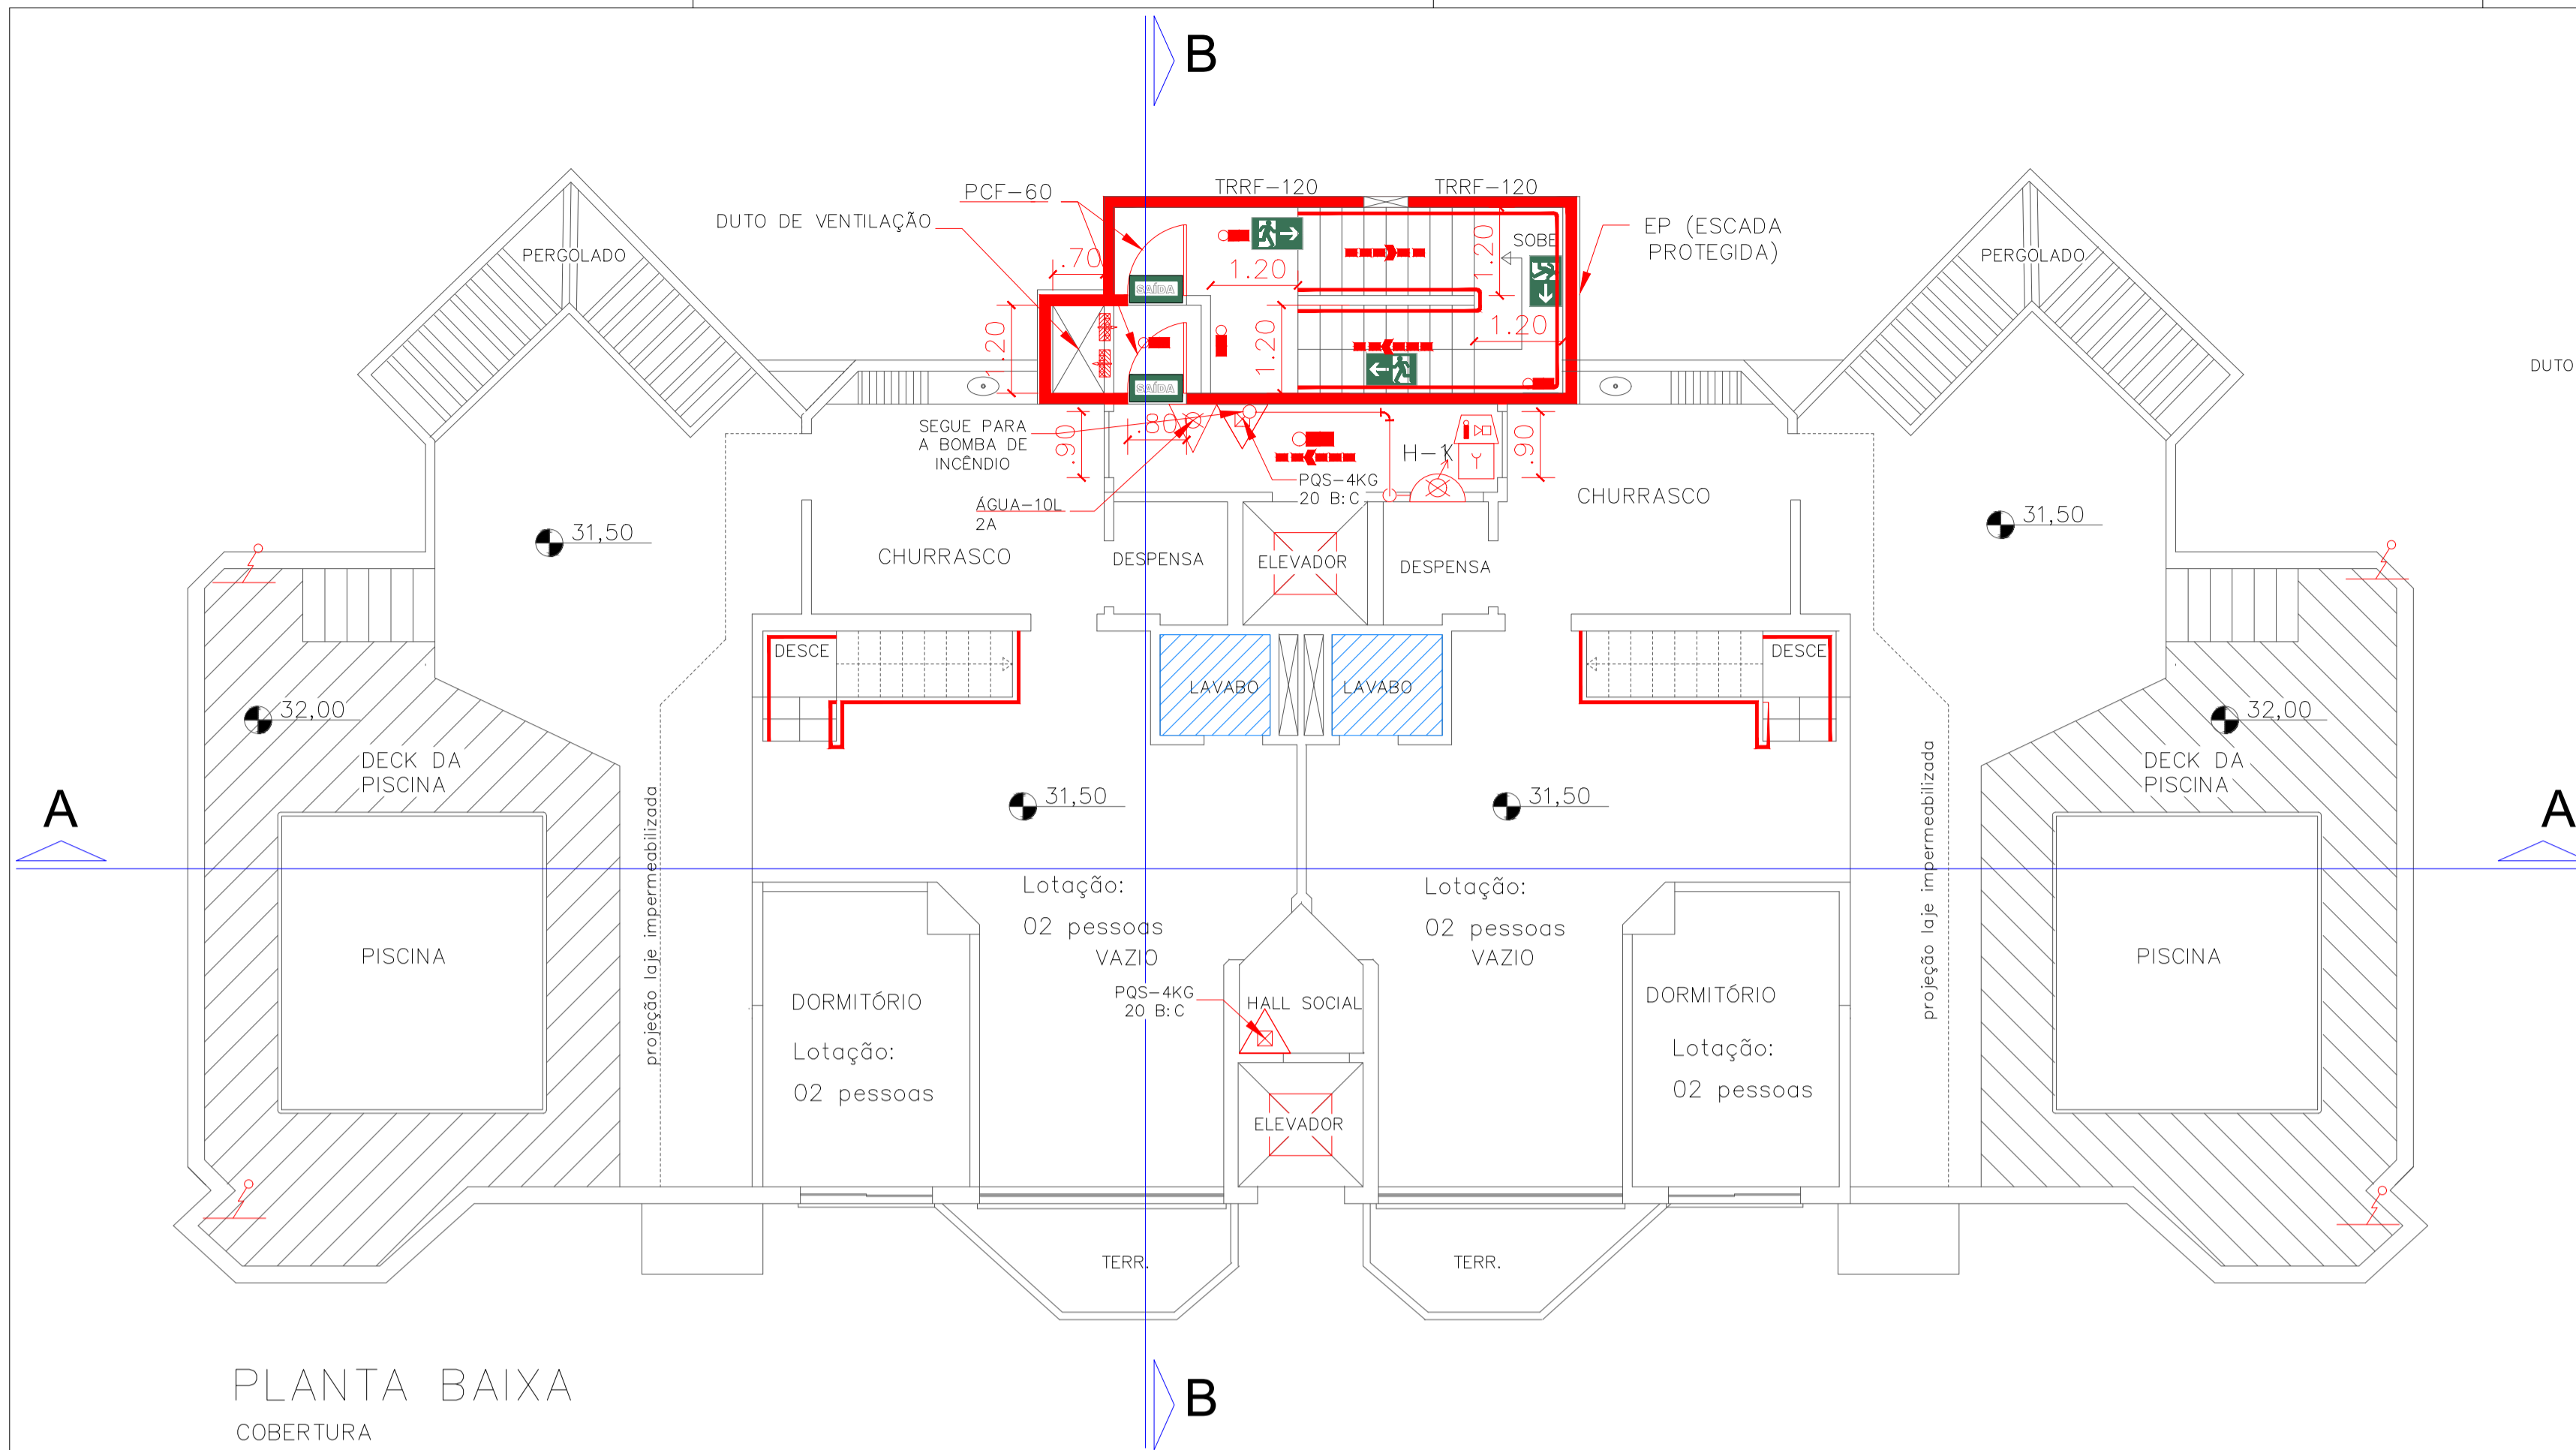 B
PCF-60
TRRF-120
TRRF-120
DUTO DE VENTILAÇÃO
EP (ESCADA
PROTEGIDA)
PERGOLADO
PERGOLADO
.70
1.20
1.20
SOBE
SAÍDA
1.20
1.20
1.20
SAÍDA
DUTO
SEGUE PARA
A BOMBA DE
INCÊNDIO
.90
.80
H-1
.90
PQS-4KG
20 B:C
ÁGUA-10L
2A
CHURRASCO
CHURRASCO
31,50
31,50
DESPENSA
ELEVADOR
DESPENSA
DESCE
DESCE
LAVABO
LAVABO
32,00
32,00
DECK DA
PISCINA
DECK DA
PISCINA
31,50
31,50
A
A
projeção laje impermeabilizada
projeção laje impermeabilizada
Lotação:
02 pessoas
VAZIO
Lotação:
02 pessoas
VAZIO
PISCINA
PISCINA
PQS-4KG
20 B:C
HALL SOCIAL
DORMITÓRIO
Lotação:
02 pessoas
DORMITÓRIO
Lotação:
02 pessoas
ELEVADOR
TERR.
TERR.
B
PLANTA BAIXA
COBERTURA